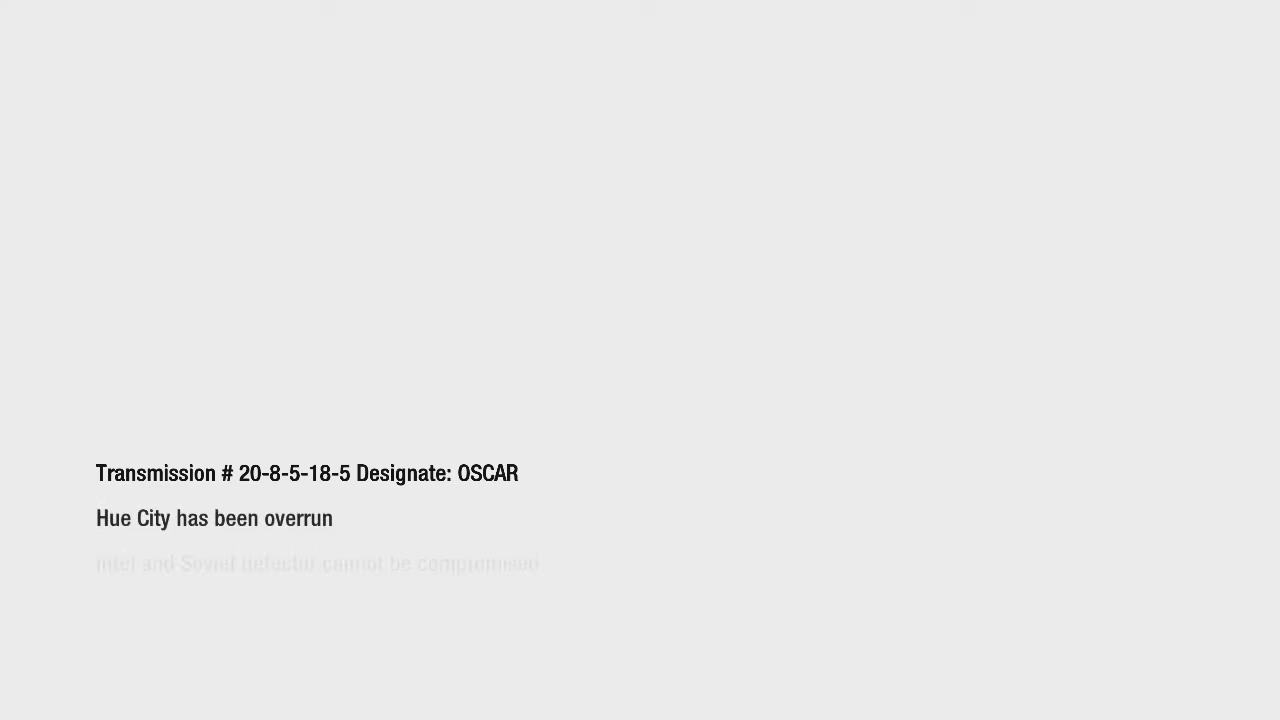 Transmission # 20-8-5-18-5 Designate: OSCAR
Hue City has been overrun
Intel and Soviet defector cannot be compromised